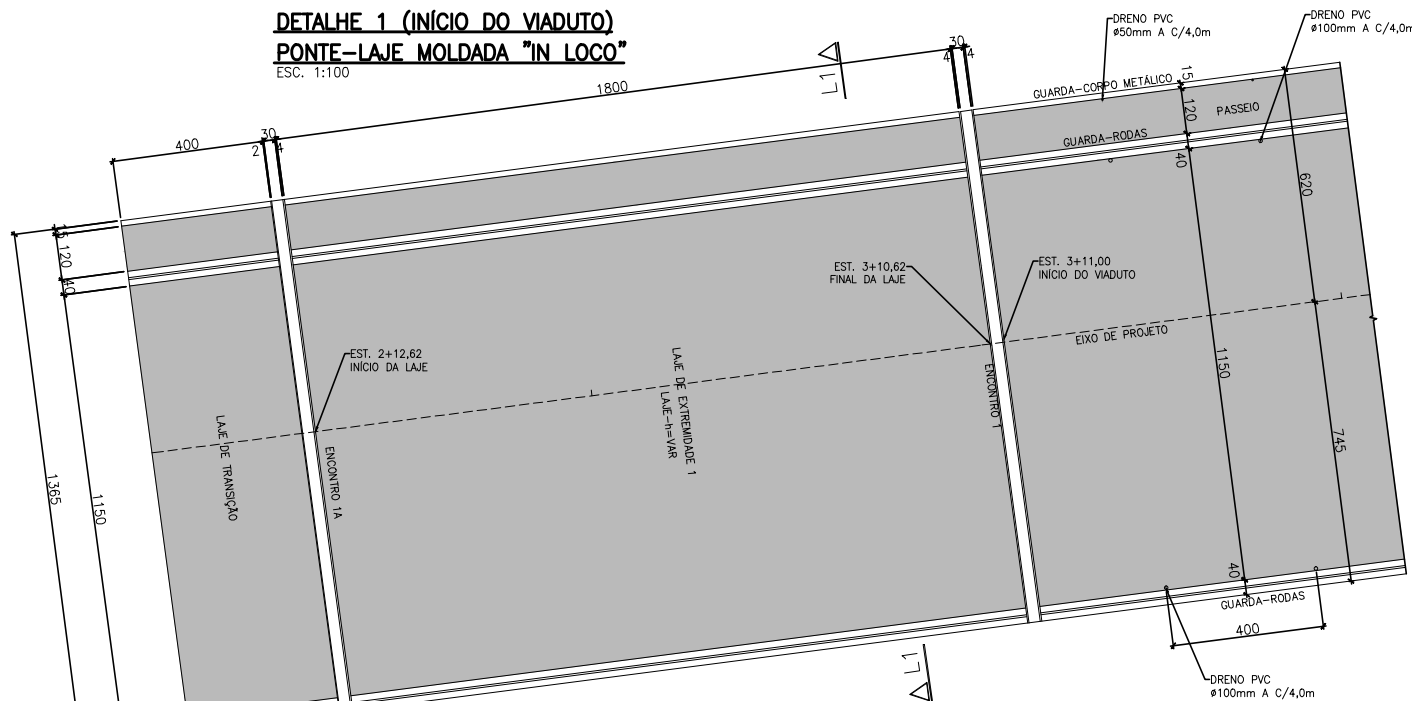 DETALHE 1 (INÍCIO DO VIADUTO)
PONTE-LAJE MOLDADA "IN LOCO"
ESC. 1:100
DRENO PVC
ø50mm A C/4,0m
DRENO PVC
ø100mm A C/4,0m
1800
30
4
4
L1
GUARDA-CORPO METÁLICO
15
120
PASSEIO
GUARDA-RODAS
40
620
400
30
2
4
15
120
40
EST. 3+10,62
FINAL DA LAJE
EST. 3+11,00
INÍCIO DO VIADUTO
EIXO DE PROJETO
EST. 2+12,62
INÍCIO DA LAJE
LAJE DE EXTREMIDADE 1
LAJE-h=VAR
ENCONTRO 1
1150
745
LAJE DE TRANSIÇÃO
ENCONTRO 1A
1365
1150
40
GUARDA-RODAS
400
L1
DRENO PVC
ø100mm A C/4,0m